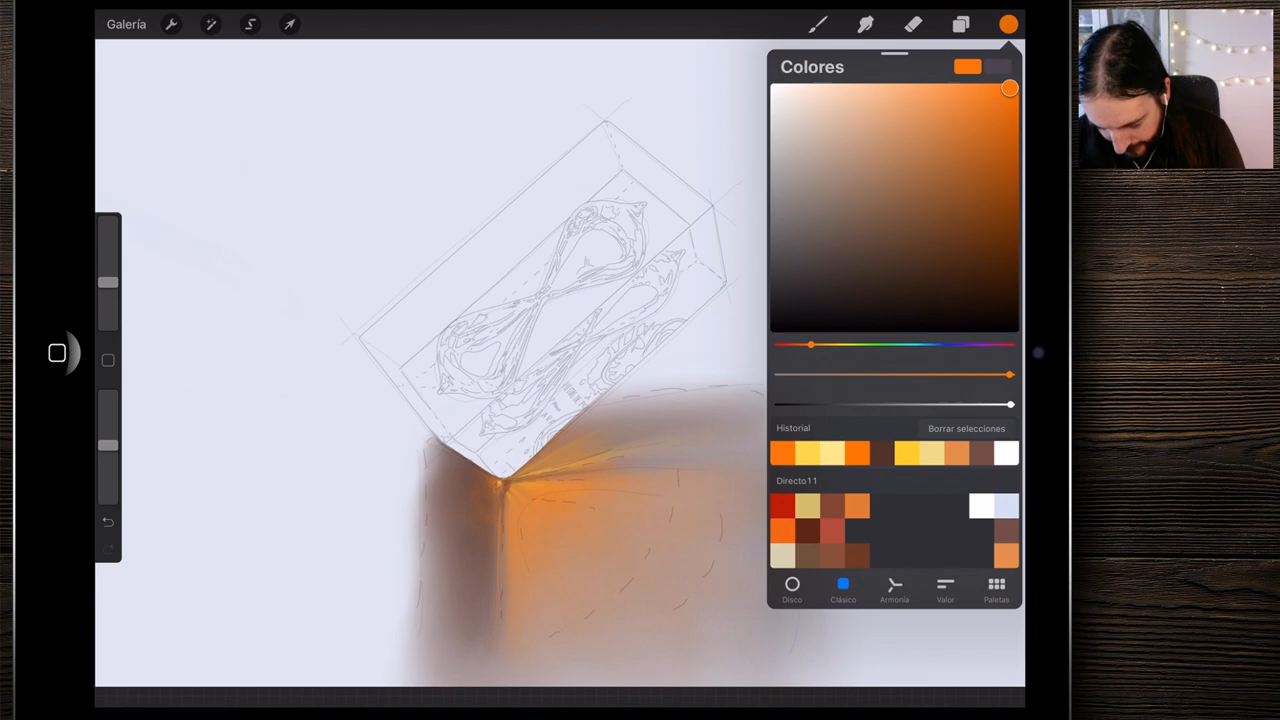 Galería
Colores
Historial
Borrar selecciones
Directo11
Disco
Clásico
Armonía
Valor
Paletas